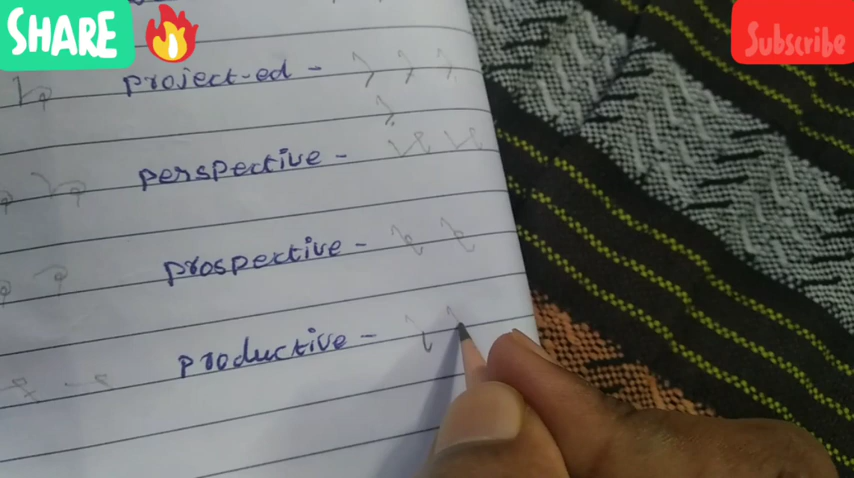 SHARE
Subscribe
project-ed -
perspective -
prospective -
productive -